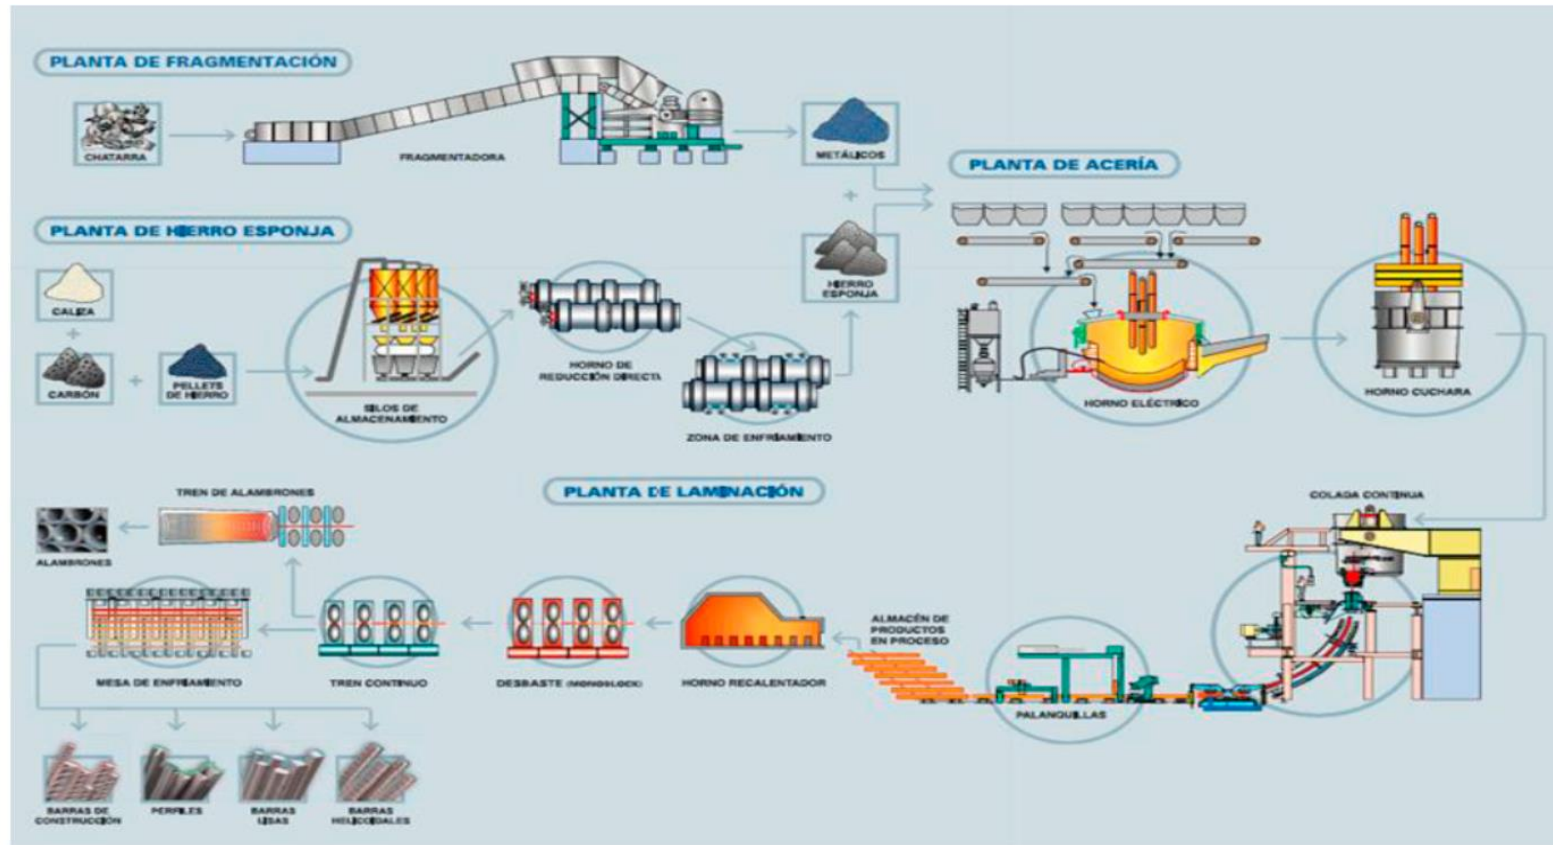 PLANTA DE FRAGMENTACIÓN
CHATARRA
FRAGMENTADORA
METÁLICOS
+
PLANTA DE HIERRO ESPONJA
CALIZA
+
CARBÓN
+
PELLETS
DE HIERRO
SILOS DE
ALMACENAMIENTO
HORNO DE
REDUCCIÓN DIRECTA
ZONA DE ENFRIAMIENTO
HIERRO
ESPONJA
PLANTA DE ACERÍA
HORNO ELÉCTRICO
HORNO CUCHARA
COLADA CONTINUA
PLANTA DE LAMINACIÓN
PALANQUILLAS
ALMACÉN DE
PRODUCTOS
EN PROCESO
HORNO RECALENTADOR
DESBASTE (MONOBLOCK)
TREN CONTINUO
TREN DE ALAMBRONES
ALAMBRONES
MESA DE ENFRIAMIENTO
BARRAS DE
CONSTRUCCIÓN
PERFILES
BARRAS
LISAS
BARRAS
HELICOIDALES